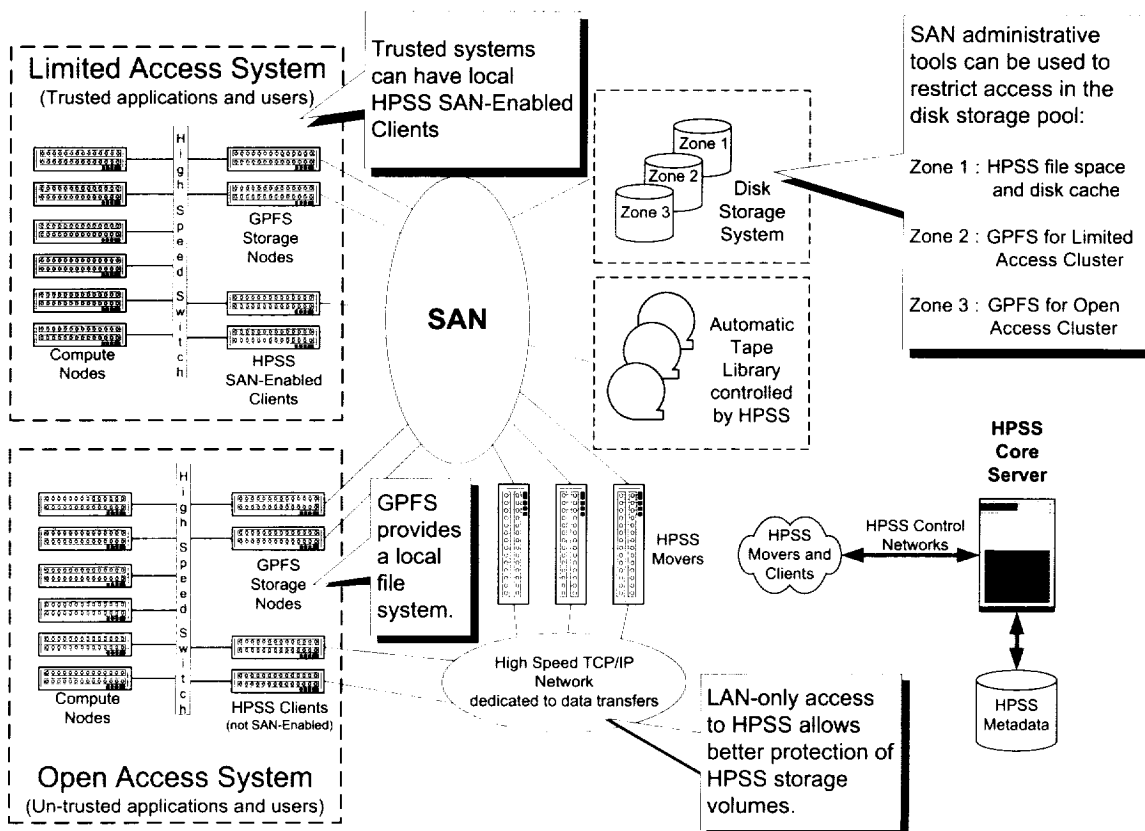 Limited Access System
(Trusted applications and users)
High Speed Switch
GPFS
Storage
Nodes
Compute
Nodes
HPSS
SAN-Enabled
Clients
Trusted systems
can have local
HPSS SAN-Enabled
Clients
SAN
Zone 1
Zone 2
Zone 3
Disk
Storage
System
Automatic
Tape
Library
controlled
by HPSS
SAN administrative
tools can be used to
restrict access in the
disk storage pool:
Zone 1 : HPSS file space
and disk cache
Zone 2 : GPFS for Limited
Access Cluster
Zone 3 : GPFS for Open
Access Cluster
High Speed Switch
GPFS
Storage
Nodes
Compute
Nodes
HPSS Clients
(not SAN-Enabled)
Open Access System
(Un-trusted applications and users)
GPFS
provides
a local
file
system.
HPSS
Movers
High Speed TCP/IP
Network
dedicated to data transfers
LAN-only access
to HPSS allows
better protection of
HPSS storage
volumes.
HPSS
Core
Server
HPSS
Movers and
Clients
HPSS Control
Networks
HPSS
Metadata